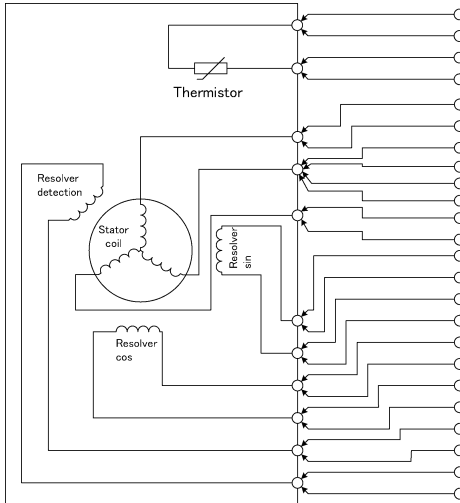 Thermistor
Resolver
detection
Stator
coil
Resolver
sin
Resolver
cos